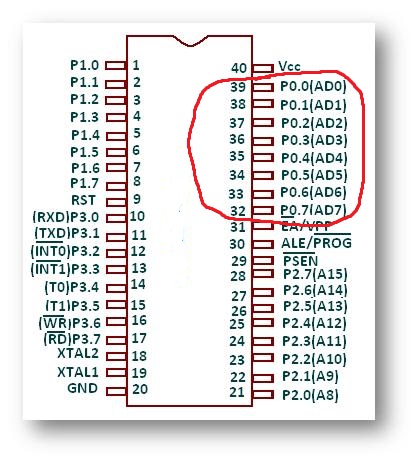 P1.0 1
P1.1 2
P1.2 3
P1.3 4
P1.4 5
P1.5 6
P1.6 7
P1.7 8
RST 9
(RXD)P3.0 10
(TXD)P3.1 11
(INT0)P3.2 12
(INT1)P3.3 13
(T0)P3.4 14
(T1)P3.5 15
(WR)P3.6 16
(RD)P3.7 17
XTAL2 18
XTAL1 19
GND 20
40 Vcc
39 P0.0(AD0)
38 P0.1(AD1)
37 P0.2(AD2)
36 P0.3(AD3)
35 P0.4(AD4)
34 P0.5(AD5)
33 P0.6(AD6)
32 P0.7(AD7)
31 EA/VPP
30 ALE/PROG
29 PSEN
28 P2.7(A15)
27 P2.6(A14)
26 P2.5(A13)
25 P2.4(A12)
24 P2.3(A11)
23 P2.2(A10)
22 P2.1(A9)
21 P2.0(A8)